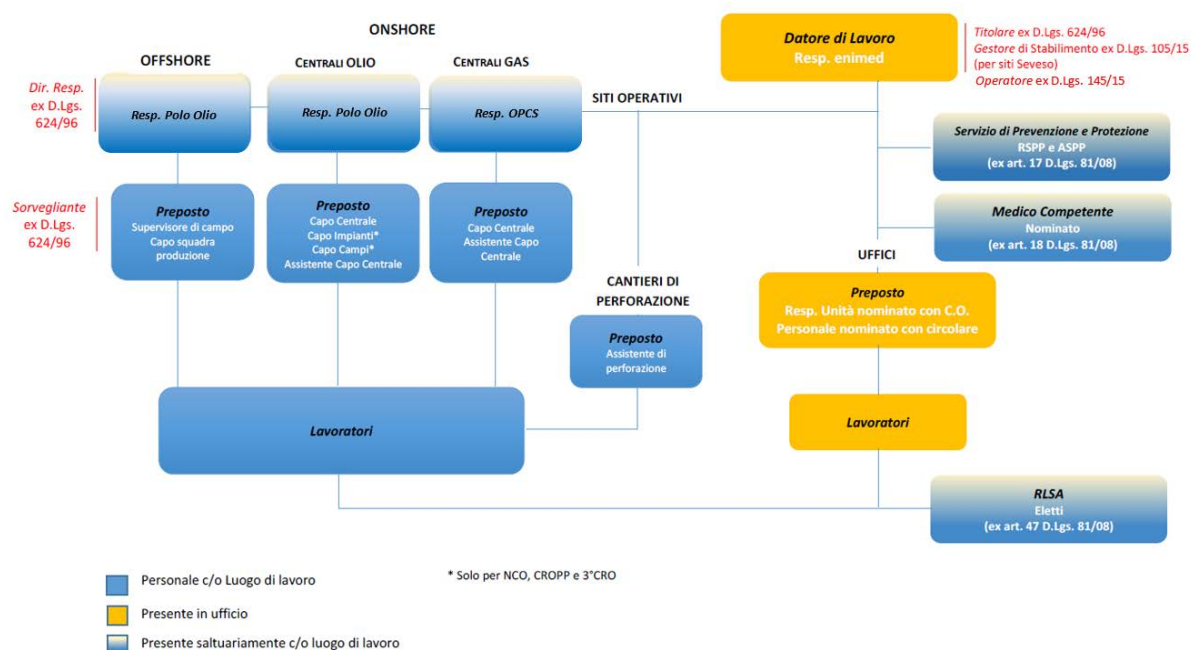 ONSHORE
OFFSHORE
CENTRALI OLIO
CENTRALI GAS
Dir. Resp.
ex D.Lgs.
624/96
Resp. Polo Olio
Resp. Polo Olio
Resp. OPCS
SITI OPERATIVI
Datore di Lavoro
Resp. enimed
Titolare ex D.Lgs. 624/96
Gestore di Stabilimento ex D.Lgs. 105/15
(per siti Seveso)
Operatore ex D.Lgs. 145/15
Servizio di Prevenzione e Protezione
RSPP e ASPP
(ex art. 17 D.Lgs. 81/08)
Medico Competente
Nominato
(ex art. 18 D.Lgs. 81/08)
Sorvegliante
ex D.Lgs.
624/96
Preposto
Supervisore di campo
Capo squadra
produzione
Preposto
Capo Centrale
Capo Impianti*
Capo Campi*
Assistente Capo Centrale
Preposto
Capo Centrale
Assistente Capo
Centrale
CANTIERI DI
PERFORAZIONE
Preposto
Assistente di
perforazione
UFFICI
Preposto
Resp. Unità nominato con C.O.
Personale nominato con circolare
Lavoratori
Lavoratori
RLSA
Eletti
(ex art. 47 D.Lgs. 81/08)
Personale c/o Luogo di lavoro
* Solo per NCO, CROPP e 3°CRO
Presente in ufficio
Presente saltuariamente c/o luogo di lavoro